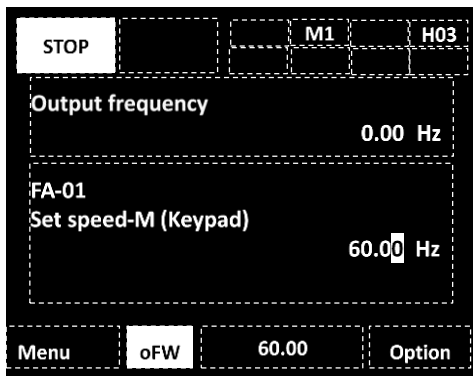 STOP M1 H03
Output frequency
0.00 Hz
FA-01
Set speed-M (Keypad)
60.00 Hz
Menu oFW 60.00 Option